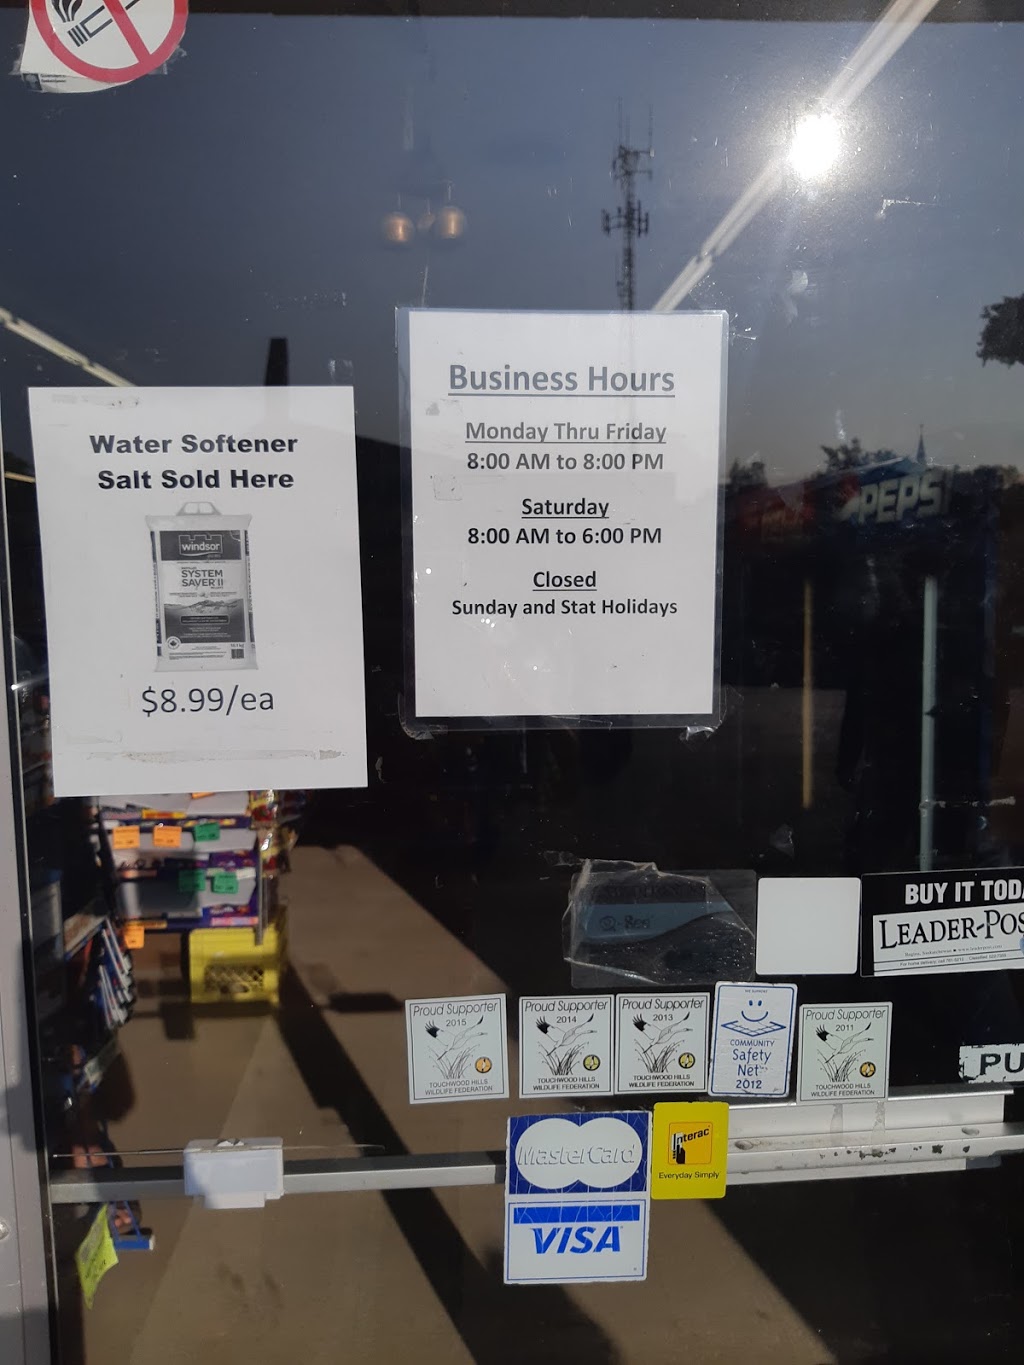 Water Softener
Salt Sold Here
windsor
SYSTEM
SAVER II
$8.99/ea
Business Hours
Monday Thru Friday
8:00 AM to 8:00 PM
Saturday
8:00 AM to 6:00 PM
Closed
Sunday and Stat Holidays
PEPSI
BUY IT TODA
LEADER-POS
Proud Supporter
2015
TOUCHWOOD HILLS
WILDLIFE FEDERATION
Proud Supporter
2014
TOUCHWOOD HILLS
WILDLIFE FEDERATION
Proud Supporter
2013
TOUCHWOOD HILLS
WILDLIFE FEDERATION
WE SUPPORT
COMMUNITY
Safety
Net
2012
Proud Supporter
2011
TOUCHWOOD HILLS
WILDLIFE FEDERATION
PU
MasterCard
Interac
Everyday Simply
VISA